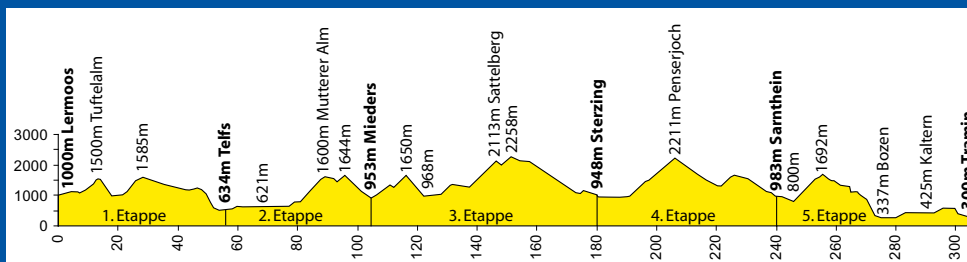 1000m Lermoos
1500m Tuftelalm
1585m
634m Telfs
621m
1600m Mutterer Alm
1644m
953m Mieders
1650m
968m
2113m Sattelberg
2258m
948m Sterzing
2211m Penserjoch
983m Sarnthein
800m
1692m
337m Bozen
425m Kaltern
300m Tramin
3000
2000
1000
0
1. Etappe
2. Etappe
3. Etappe
4. Etappe
5. Etappe
0
20
40
60
80
100
120
140
160
180
200
220
240
260
280
300